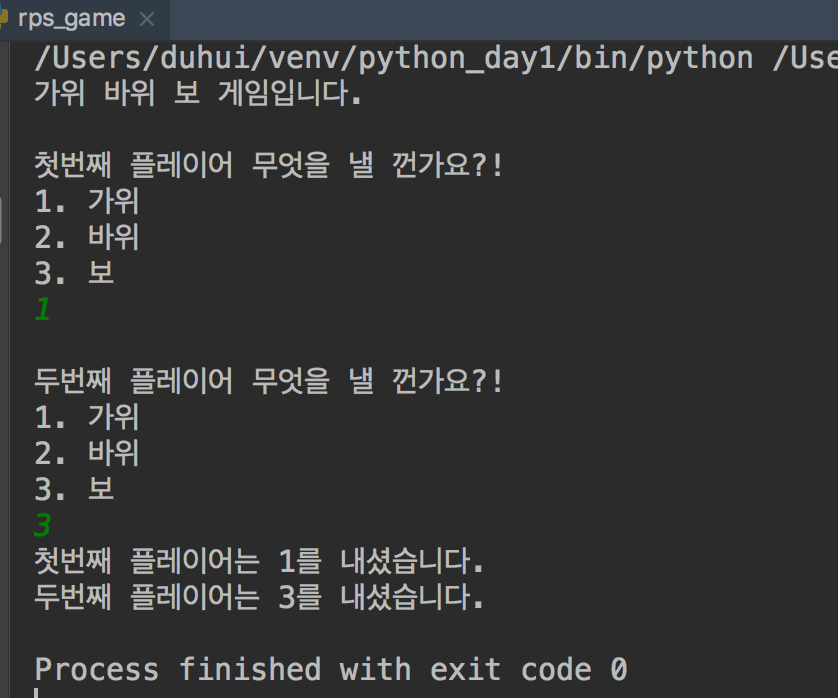 rps_game
/Users/duhui/venv/python_day1/bin/python /Use
가위 바위 보 게임입니다.
첫번째 플레이어 무엇을 낼 껀가요?!
1. 가위
2. 바위
3. 보
1
두번째 플레이어 무엇을 낼 껀가요?!
1. 가위
2. 바위
3. 보
3
첫번째 플레이어는 1를 내셨습니다.
두번째 플레이어는 3를 내셨습니다.
Process finished with exit code 0